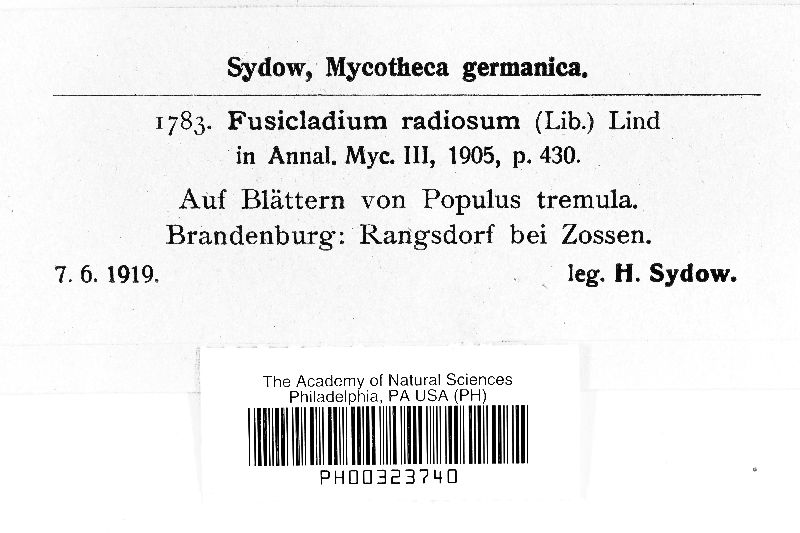 Sydow, Mycotheca germanica.
1783. Fusicladium radiosum (Lib.) Lind
in Annal. Myc. III, 1905, p. 430.
Auf Blättern von Populus tremula.
Brandenburg: Rangsdorf bei Zossen.
7. 6. 1919. leg. H. Sydow.
The Academy of Natural Sciences
Philadelphia, PA USA (PH)
PH00323740